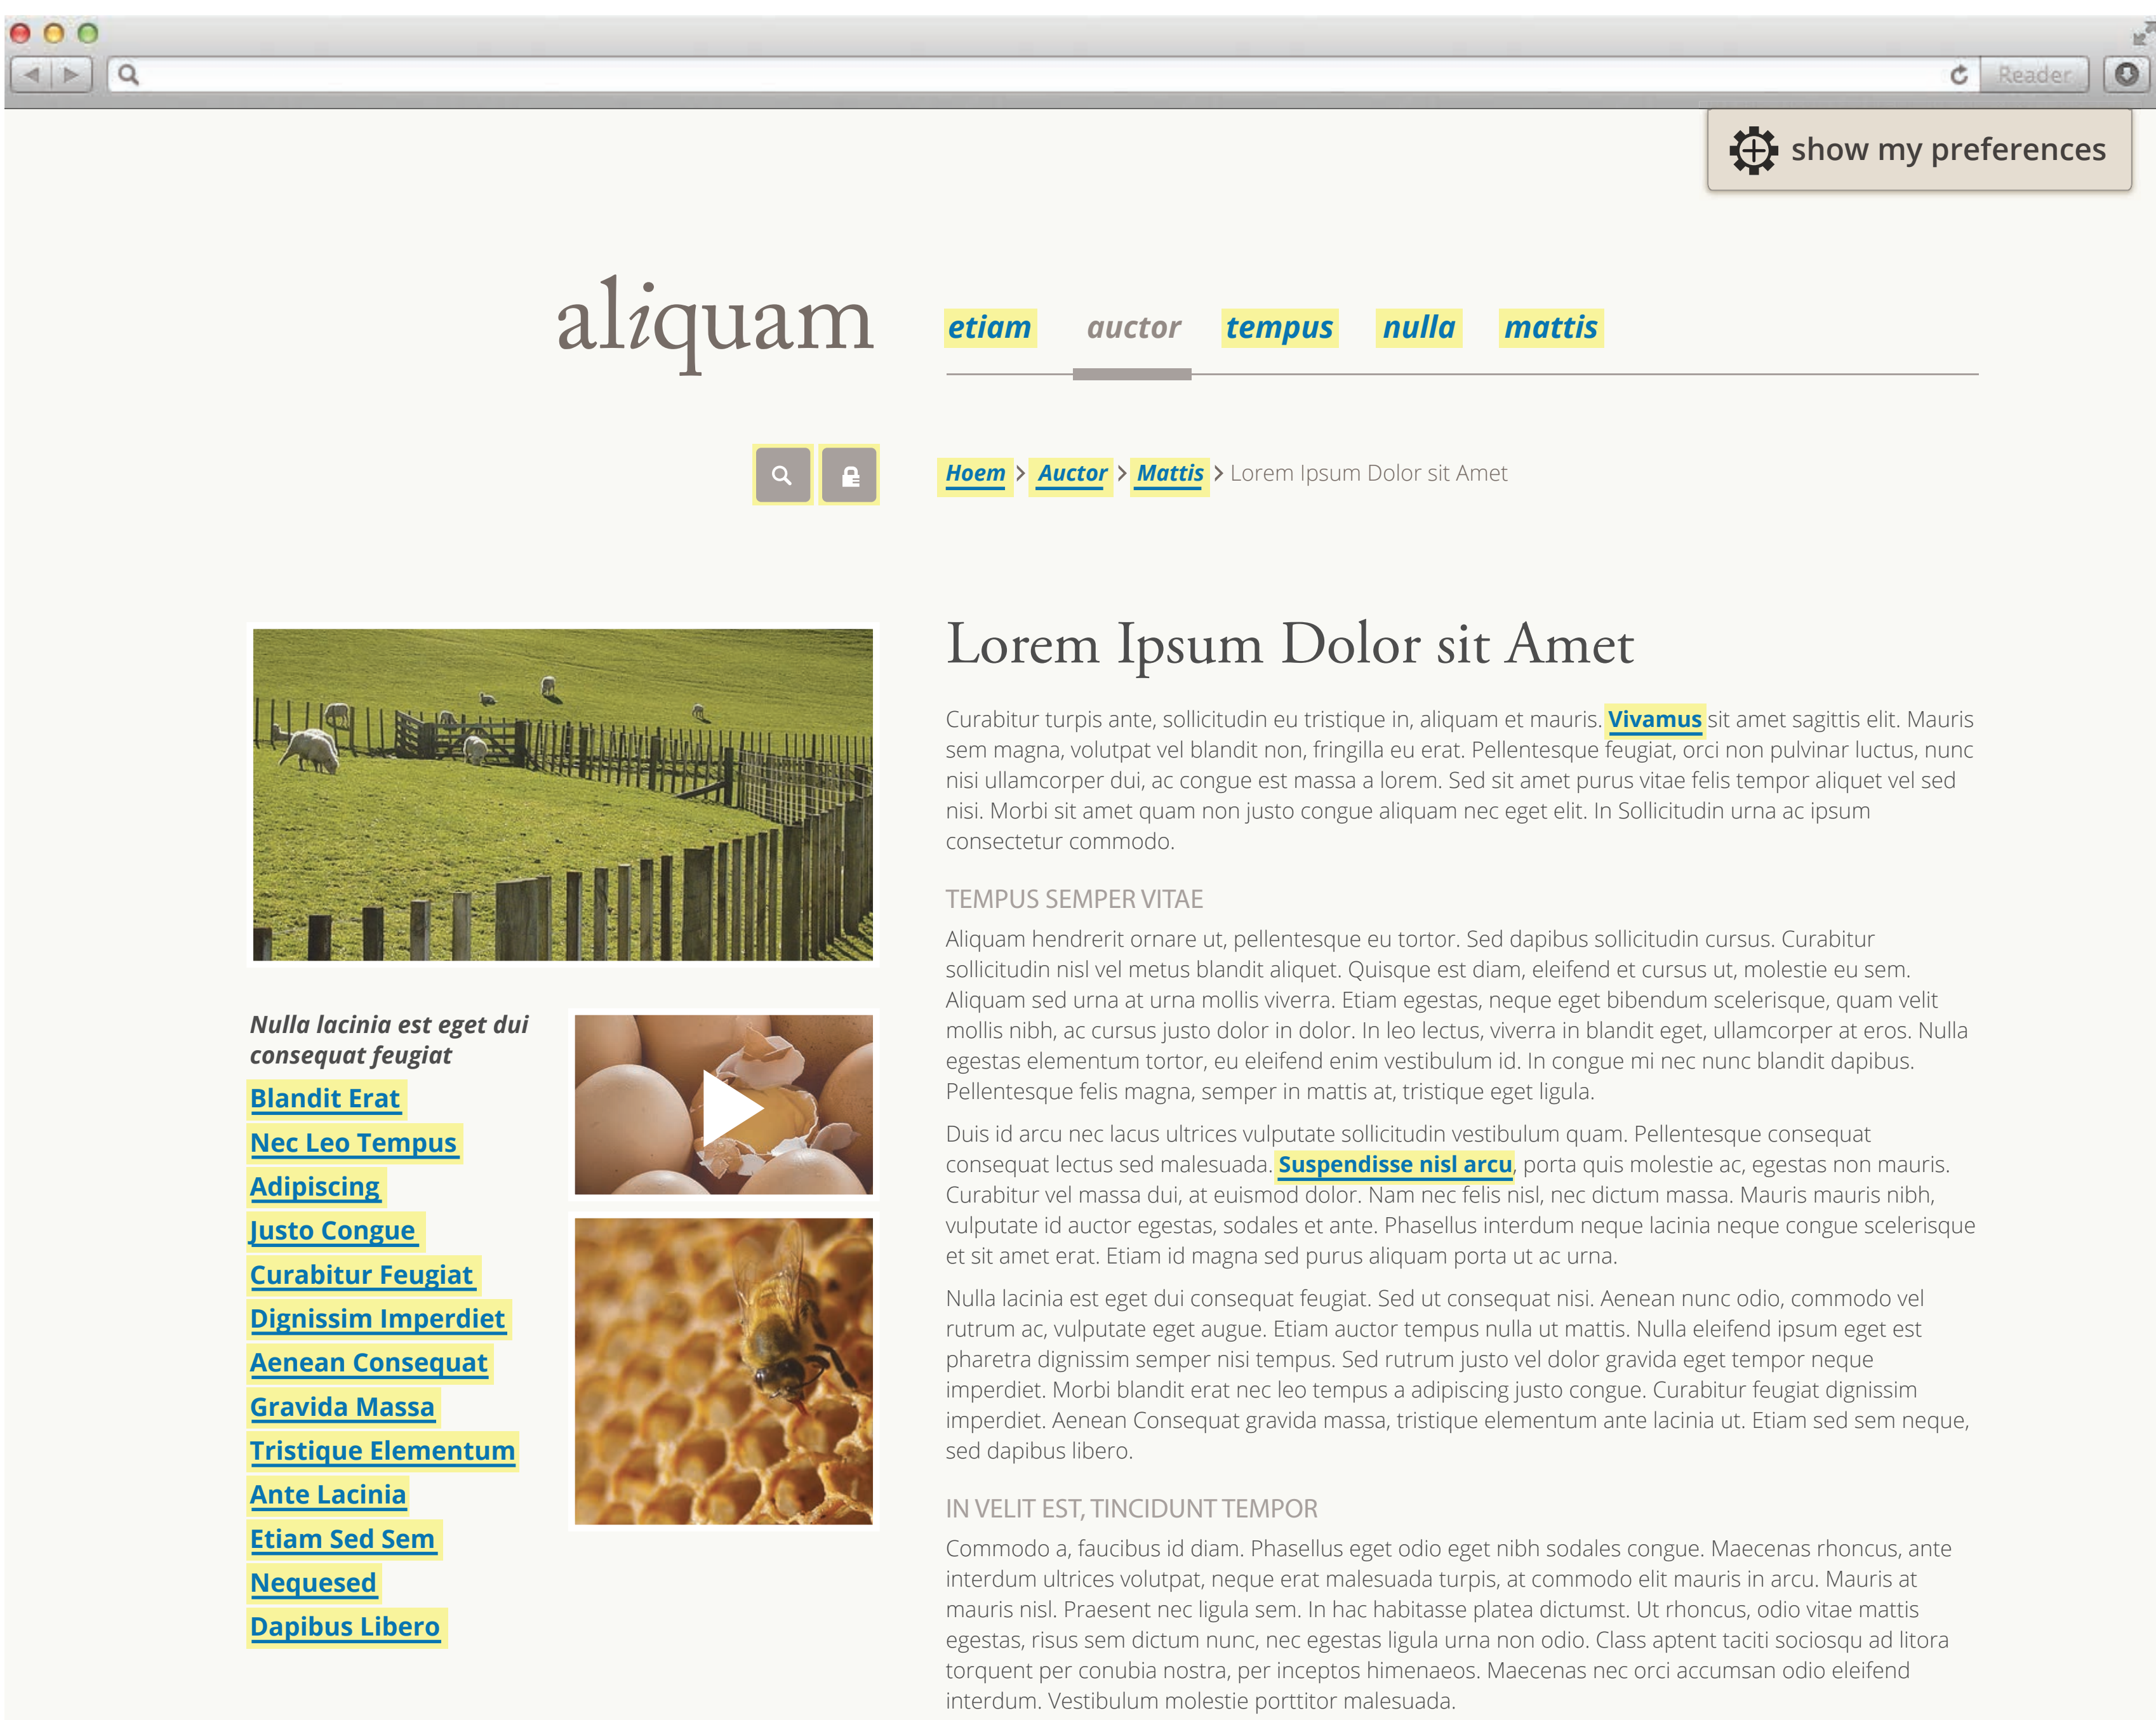 Reader
show my preferences
aliquam
etiam auctor tempus nulla mattis
Hoem > Auctor > Mattis > Lorem Ipsum Dolor sit Amet
Nulla lacinia est eget dui
consequat feugiat
Blandit Erat
Nec Leo Tempus
Adipiscing
Justo Congue
Curabitur Feugiat
Dignissim Imperdiet
Aenean Consequat
Gravida Massa
Tristique Elementum
Ante Lacinia
Etiam Sed Sem
Nequesed
Dapibus Libero
Lorem Ipsum Dolor sit Amet
Curabitur turpis ante, sollicitudin eu tristique in, aliquam et mauris. Vivamus sit amet sagittis elit. Mauris
sem magna, volutpat vel blandit non, fringilla eu erat. Pellentesque feugiat, orci non pulvinar luctus, nunc
nisi ullamcorper dui, ac congue est massa a lorem. Sed sit amet purus vitae felis tempor aliquet vel sed
nisi. Morbi sit amet quam non justo congue aliquam nec eget elit. In Sollicitudin urna ac ipsum
consectetur commodo.
TEMPUS SEMPER VITAE
Aliquam hendrerit ornare ut, pellentesque eu tortor. Sed dapibus sollicitudin cursus. Curabitur
sollicitudin nisl vel metus blandit aliquet. Quisque est diam, eleifend et cursus ut, molestie eu sem.
Aliquam sed urna at urna mollis viverra. Etiam egestas, neque eget bibendum scelerisque, quam velit
mollis nibh, ac cursus justo dolor in dolor. In leo lectus, viverra in blandit eget, ullamcorper at eros. Nulla
egestas elementum tortor, eu eleifend enim vestibulum id. In congue mi nec nunc blandit dapibus.
Pellentesque felis magna, semper in mattis at, tristique eget ligula.
Duis id arcu nec lacus ultrices vulputate sollicitudin vestibulum quam. Pellentesque consequat
consequat lectus sed malesuada. Suspendisse nisl arcu, porta quis molestie ac, egestas non mauris.
Curabitur vel massa dui, at euismod dolor. Nam nec felis nisl, nec dictum massa. Mauris mauris nibh,
vulputate id auctor egestas, sodales et ante. Phasellus interdum neque lacinia neque congue scelerisque
et sit amet erat. Etiam id magna sed purus aliquam porta ut ac urna.
Nulla lacinia est eget dui consequat feugiat. Sed ut consequat nisi. Aenean nunc odio, commodo vel
rutrum ac, vulputate eget augue. Etiam auctor tempus nulla ut mattis. Nulla eleifend ipsum eget est
pharetra dignissim semper nisi tempus. Sed rutrum justo vel dolor gravida eget tempor neque
imperdiet. Morbi blandit erat nec leo tempus a adipiscing justo congue. Curabitur feugiat dignissim
imperdiet. Aenean Consequat gravida massa, tristique elementum ante lacinia ut. Etiam sed sem neque,
sed dapibus libero.
IN VELIT EST, TINCIDUNT TEMPOR
Commodo a, faucibus id diam. Phasellus eget odio eget nibh sodales congue. Maecenas rhoncus, ante
interdum ultrices volutpat, neque erat malesuada turpis, at commodo elit mauris in arcu. Mauris at
mauris nisl. Praesent nec ligula sem. In hac habitasse platea dictumst. Ut rhoncus, odio vitae mattis
egestas, risus sem dictum nunc, nec egestas ligula urna non odio. Class aptent taciti sociosqu ad litora
torquent per conubia nostra, per inceptos himenaeos. Maecenas nec orci accumsan odio eleifend
interdum. Vestibulum molestie porttitor malesuada.